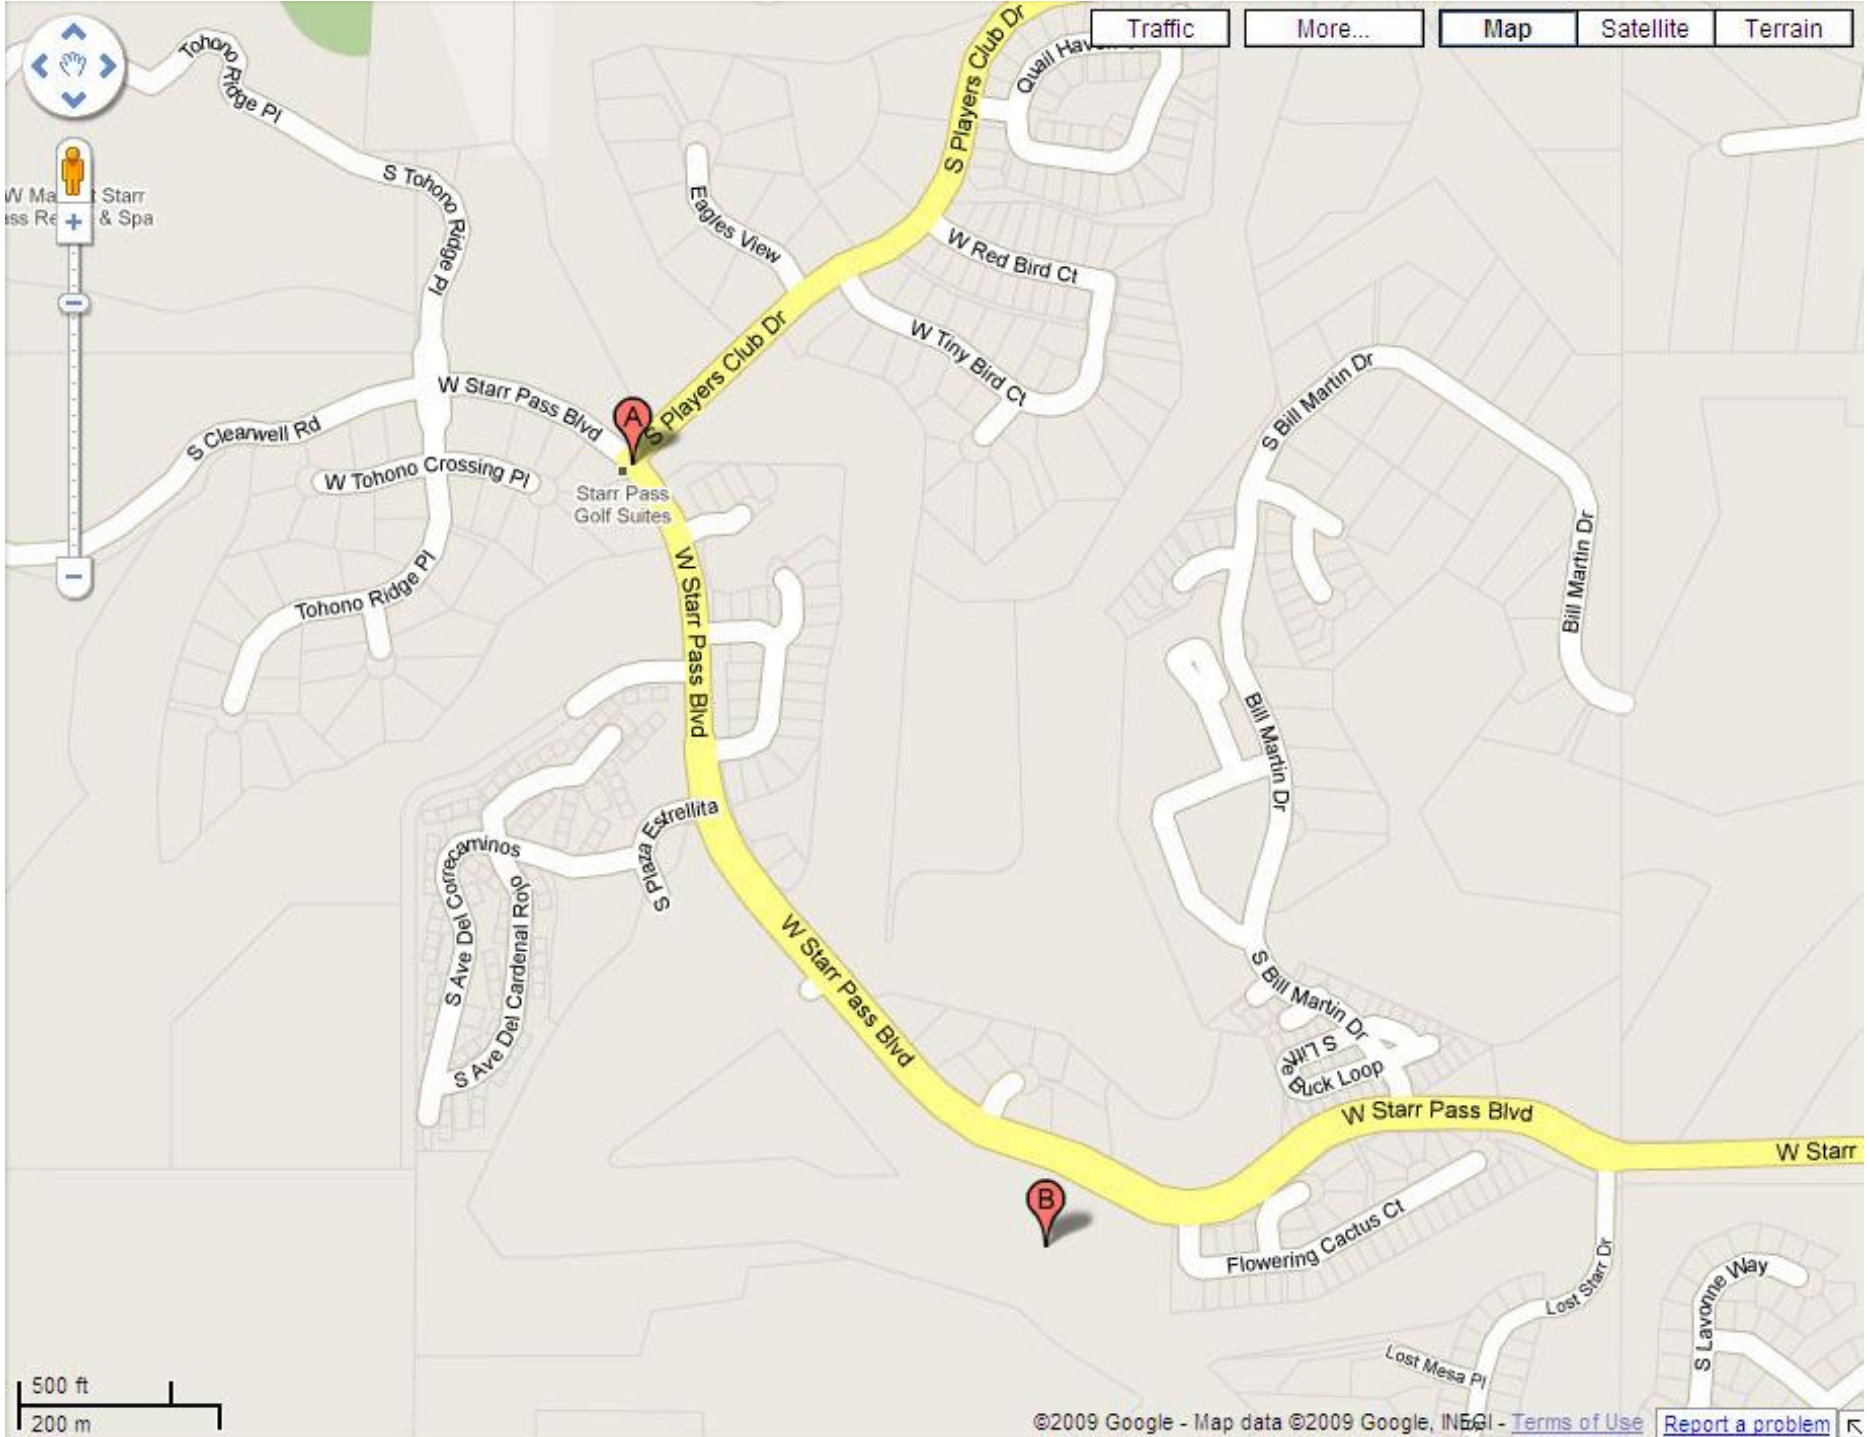 Traffic
More...
Map
Satellite
Terrain
Tohono
Ridge Pl
S Tohono
Ridge Pl
Starr
& Spa
S Players Club Dr
Quail
Eagles View
W Red Bird Ct
W Tiny Bird Ct
S Players Club Dr
W Starr Pass Blvd
A
S Clearwell Rd
W Tohono Crossing Pl
Starr Pass
Golf Suites
Tohono Ridge Pl
W Starr Pass Blvd
S Bill Martin Dr
Bill Martin Dr
Bill Martin Dr
S Plaza Estrellita
S Ave Del Correcaminos
S Ave Del Cardenal Rojo
W Starr Pass Blvd
S Bill Martin Dr
Buck Loop
W Starr Pass Blvd
W Starr
B
Flowering Cactus Ct
Lost Starr Dr
S Lavonne Way
Lost Mesa Pl
500 ft
200 m
©2009 Google - Map data ©2009 Google, INEGI - Terms of Use
Report a problem